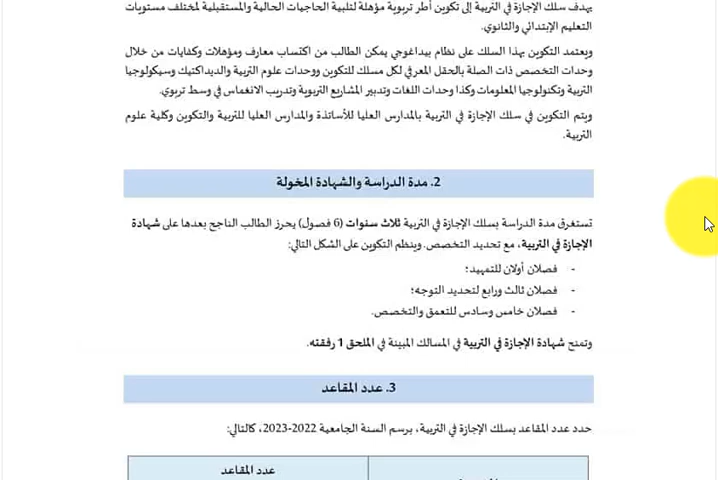 يهدف سلك الإجازة في التربية إلى تكوين أطر تربوية مؤهلة لتلبية الحاجيات الحالية والمستقبلية لمختلف مستويات
التعليم الابتدائي والثانوي.
ويعتمد التكوين بهذا السلك على نظام بيداغوجي يمكن الطالب من اكتساب معارف ومؤهلات وكفايات من خلال
وحدات التخصص ذات الصلة بالحقل المعرفي لكل مسلك للتكوين ووحدات علوم التربية والديداكتيك وسيكولوجيا
التربية وتكنولوجيا المعلومات وكذا وحدات اللغات وتدبير المشاريع التربوية وتدريب الانغماس في وسط تربوي.
ويتم التكوين في سلك الإجازة في التربية بالمدارس العليا للأساتذة والمدارس العليا للتربية والتكوين وكلية علوم
التربية.
2. مدة الدراسة والشهادة المخولة
تستغرق مدة الدراسة بسلك الإجازة في التربية ثلاث سنوات (6 فصول) يحرز الطالب الناجح بعدها على شهادة
الإجازة في التربية، مع تحديد التخصص. وينظم التكوين على الشكل التالي:
- فصلان أولان للتمهيد؛
- فصلان ثالث ورابع لتحديد التوجه؛
- فصلان خامس وسادس للتعمق والتخصص.
وتمنح شهادة الإجازة في التربية في المسالك المبينة في الملحق 1 رفقته.
3. عدد المقاعد
حدد عدد المقاعد بسلك الإجازة في التربية، برسم السنة الجامعية 2022-2023، كالتالي:
عدد المقاعد